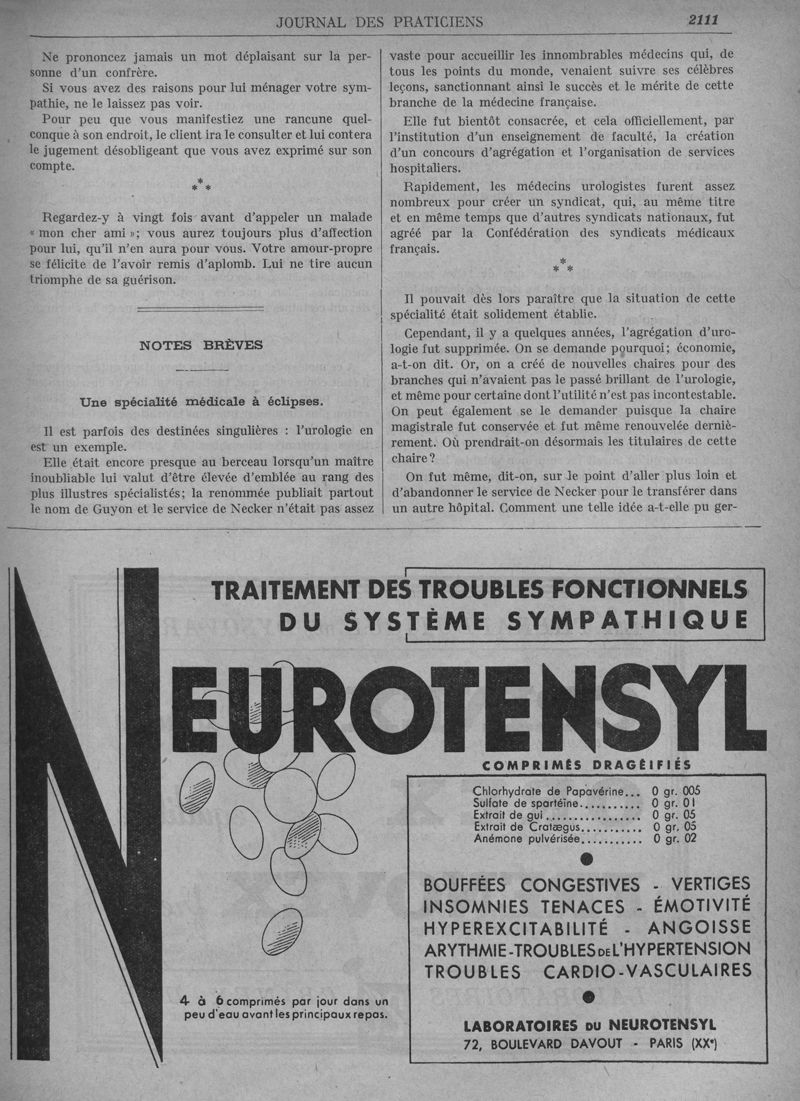 JOURNAL DES PRATICIENS 2111
Ne prononcez jamais un mot déplaisant sur la per-
sonne d'un confrère.
Si vous avez des raisons pour lui ménager votre sym-
pathie, ne le laissez pas voir.
Pour peu que vous manifestiez une rancune quel-
conque à son endroit, le client ira le consulter et lui contera
le jugement désobligeant que vous avez exprimé sur son
compte.
* * *
Regardez-y à vingt fois avant d'appeler un malade
« mon cher ami »; vous aurez toujours plus d'affection
pour lui, qu'il n'en aura pour vous. Votre amour-propre
se félicite de l'avoir remis d'aplomb. Lui ne tire aucun
triomphe de sa guérison.
NOTES BRÈVES
Une spécialité médicale à éclipses.
Il est parfois des destinées singulières : l'urologie en
est un exemple.
Elle était encore presque au berceau lorsqu'un maître
inoubliable lui valut d'être élevée d'emblée au rang des
plus illustres spécialistés; la renommée publiait partout
le nom de Guyon et le service de Necker n'était pas assez
vaste pour accueillir les innombrables médecins qui, de
tous les points du monde, venaient suivre ses célèbres
leçons, sanctionnant ainsi le succès et le mérite de cette
branche de la médecine française.
Elle fut bientôt consacrée, et cela officiellement, par
l'institution d'un enseignement de faculté, la création
d'un concours d'agrégation et l'organisation de services
hospitaliers.
Rapidement, les médecins urologistes furent assez
nombreux pour créer un syndicat, qui, au même titre
et en même temps que d'autres syndicats nationaux, fut
agréé par la Confédération des syndicats médicaux
français.
* * *
Il pouvait dès lors paraître que la situation de cette
spécialité était solidement établie.
Cependant, il y a quelques années, l'agrégation d'uro-
logie fut supprimée. On se demande pourquoi; économie,
a-t-on dit. Or, on a créé de nouvelles chaires pour des
branches qui n'avaient pas le passé brillant de l'urologie,
et même pour certaine dont l'utilité n'est pas incontestable.
On peut également se le demander puisque la chaire
magistrale fut conservée et fut même renouvelée derniè-
rement. Où prendrait-on désormais les titulaires de cette
chaire?
On fut même, dit-on, sur le point d'aller plus loin et
d'abandonner le service de Necker pour le transférer dans
un autre hôpital. Comment une telle idée a-t-elle pu ger-
TRAITEMENT DES TROUBLES FONCTIONNELS
DU SYSTÈME SYMPATHIQUE
NEUROTENSYL
COMPRIMÉS DRAGÉIFIÉS
Chlorhydrate de Papavérine... 0 gr. 005
Sulfate de spartéïne........... 0 gr. 01
Extrait de gui................. 0 gr. 05
Extrait de Cratægus........... 0 gr. 05
Anémone pulvérisée........... 0 gr. 02
BOUFFÉES CONGESTIVES - VERTIGES
INSOMNIES TENACES - ÉMOTIVITÉ
HYPEREXCITABILITÉ - ANGOISSE
ARYTHMIE-TROUBLES DE L'HYPERTENSION
TROUBLES CARDIO-VASCULAIRES
4 à 6 comprimés par jour dans un
peu d'eau avant les principaux repas.
LABORATOIRES DU NEUROTENSYL
72, BOULEVARD DAVOUT - PARIS (XXe)